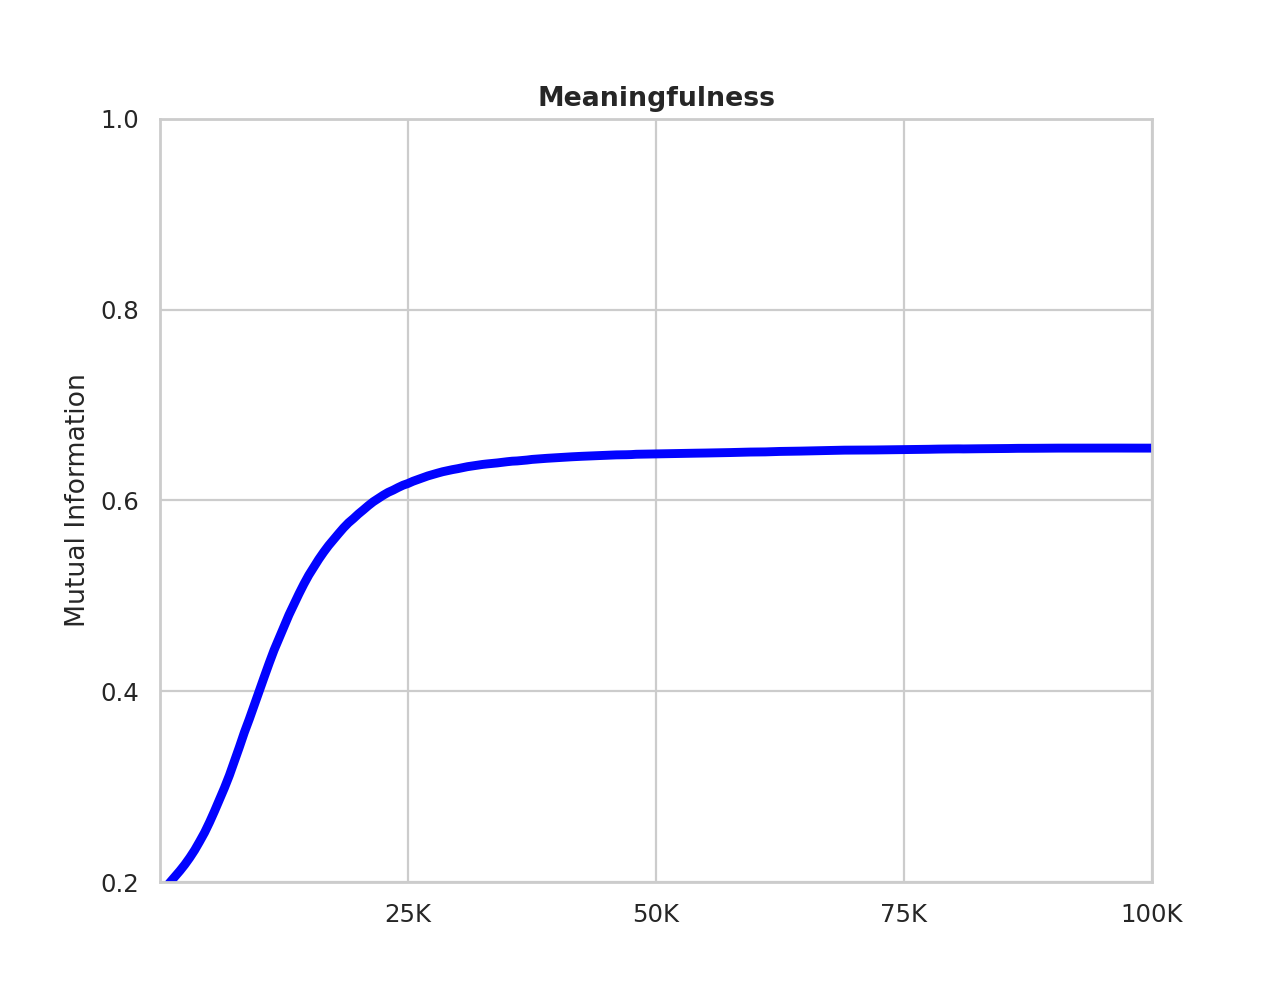 Meaningfulness
1.0
0.8
0.6
0.4
0.2
Mutual Information
25K
50K
75K
100K